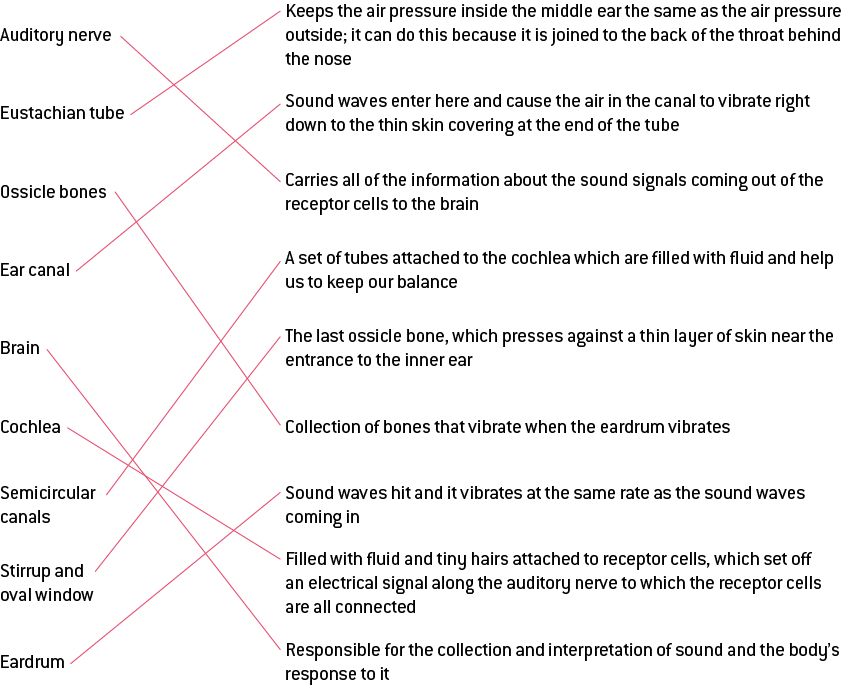 Auditory nerve
Eustachian tube
Ossicle bones
Ear canal
Brain
Cochlea
Semicircular
canals
Stirrup and
oval window
Eardrum
Keeps the air pressure inside the middle ear the same as the air pressure
outside; it can do this because it is joined to the back of the throat behind
the nose
Sound waves enter here and cause the air in the canal to vibrate right
down to the thin skin covering at the end of the tube
Carries all of the information about the sound signals coming out of the
receptor cells to the brain
A set of tubes attached to the cochlea which are filled with fluid and help
us to keep our balance
The last ossicle bone, which presses against a thin layer of skin near the
entrance to the inner ear
Collection of bones that vibrate when the eardrum vibrates
Sound waves hit and it vibrates at the same rate as the sound waves
coming in
Filled with fluid and tiny hairs attached to receptor cells, which set off
an electrical signal along the auditory nerve to which the receptor cells
are all connected
Responsible for the collection and interpretation of sound and the body's
response to it